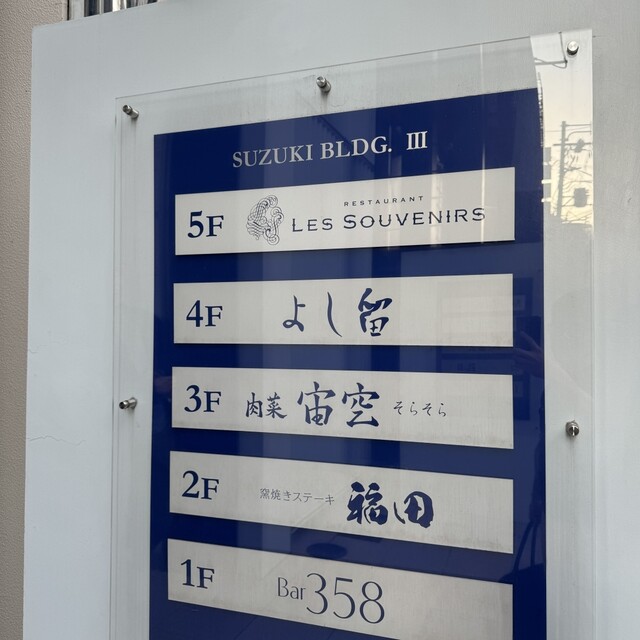 SUZUKI BLDG. III
5F RESTAURANT
LES SOUVENIRS
4F よし留
3F 肉菜 宙空 そらそら
2F 窯焼きステーキ 福田
1F Bar 358